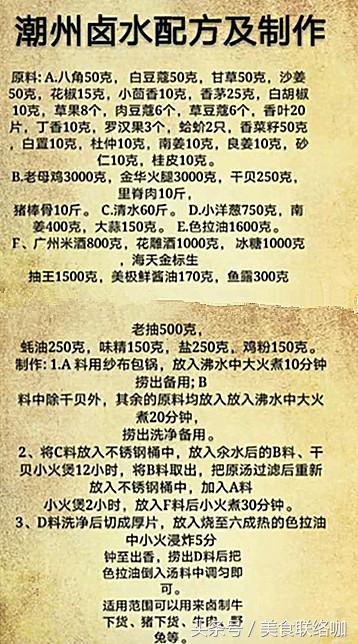 潮州卤水配方及制作
原料: A.八角50克， 白豆蔻50克，甘草50克，沙姜
50克，花椒15克，小茴香10克，香茅25克，白胡椒
10克，草果8个，肉豆蔻6个，草豆蔻6个，香叶20
片，丁香10克，罗汉果3个，蛤蚧2只，香菜籽50克
，白置10克，杜仲10克，南姜10克，良姜10克，砂
仁10克，桂皮10克。
B.老母鸡3000克，金华火腿3000克，干贝250克，
里脊肉10斤，
猪棒骨10斤。 C.清水60斤。 D.小洋葱750克，南
姜400克，大蒜150克。 E.色拉油1600克。
F、广州米酒800克，花雕酒1000克，冰糖1000克
，海天金标生
抽王1500克，美极鲜酱油170克，鱼露300克
老抽500克，
蚝油250克，味精150克，盐250克，鸡粉150克。
制作: 1.A 料用纱布包锅，放入沸水中大火煮10分钟
捞出备用; B
料中除干贝外，其余的原料均放入放入沸水中大火
煮20分钟，
捞出洗净备用。
2、将C料放入不锈钢桶中，放入氽水后的B料、干
贝小火煲12小时，将B料取出，把原汤过滤后重新
放入不锈钢桶中，加入A料
小火煲2小时，放入F料后小火煮30分钟。
3、D料洗净后切成厚片，放入烧至六成热的色拉油
中小火浸炸5分
钟至出香，捞出D料后把
色拉油倒入汤料中调匀即
可。
适用范围可以用来卤制牛
下货、猪下货、牛肉、野
兔等。
头条号／美食联络咖